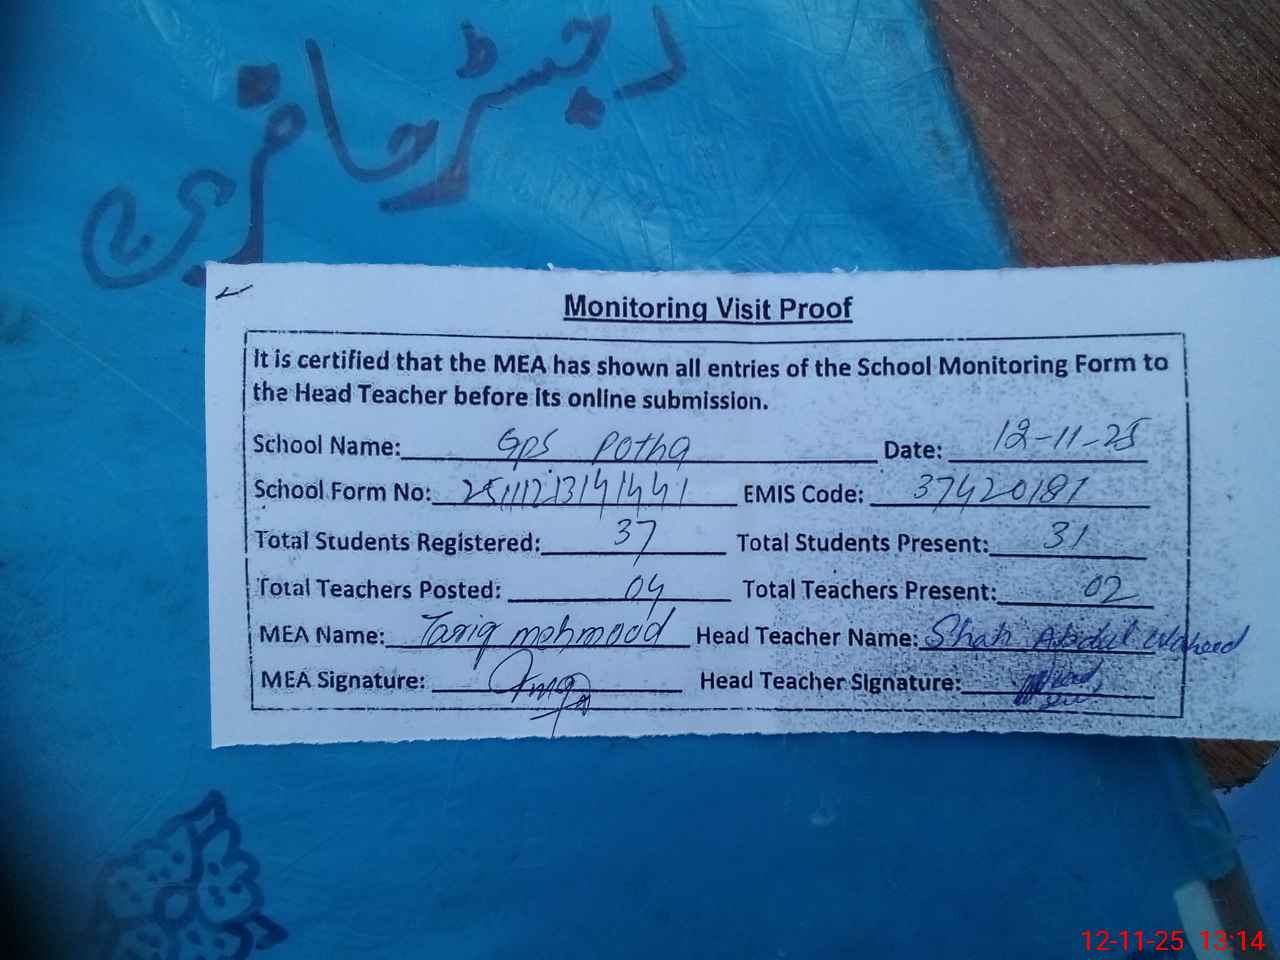 رجسٹر حاضری
Monitoring Visit Proof
It is certified that the MEA has shown all entries of the School Monitoring Form to
the Head Teacher before its online submission.
School Name: Gps Potha Date: 12-11-25
School Form No: 25111213141441 EMIS Code: 37420181
Total Students Registered: 37 Total Students Present: 31
Total Teachers Posted: 04 Total Teachers Present: 02
MEA Name: Tariq mehmood Head Teacher Name: Shah Abdul Waheed
MEA Signature: Head Teacher Signature:
12-11-25 13:14